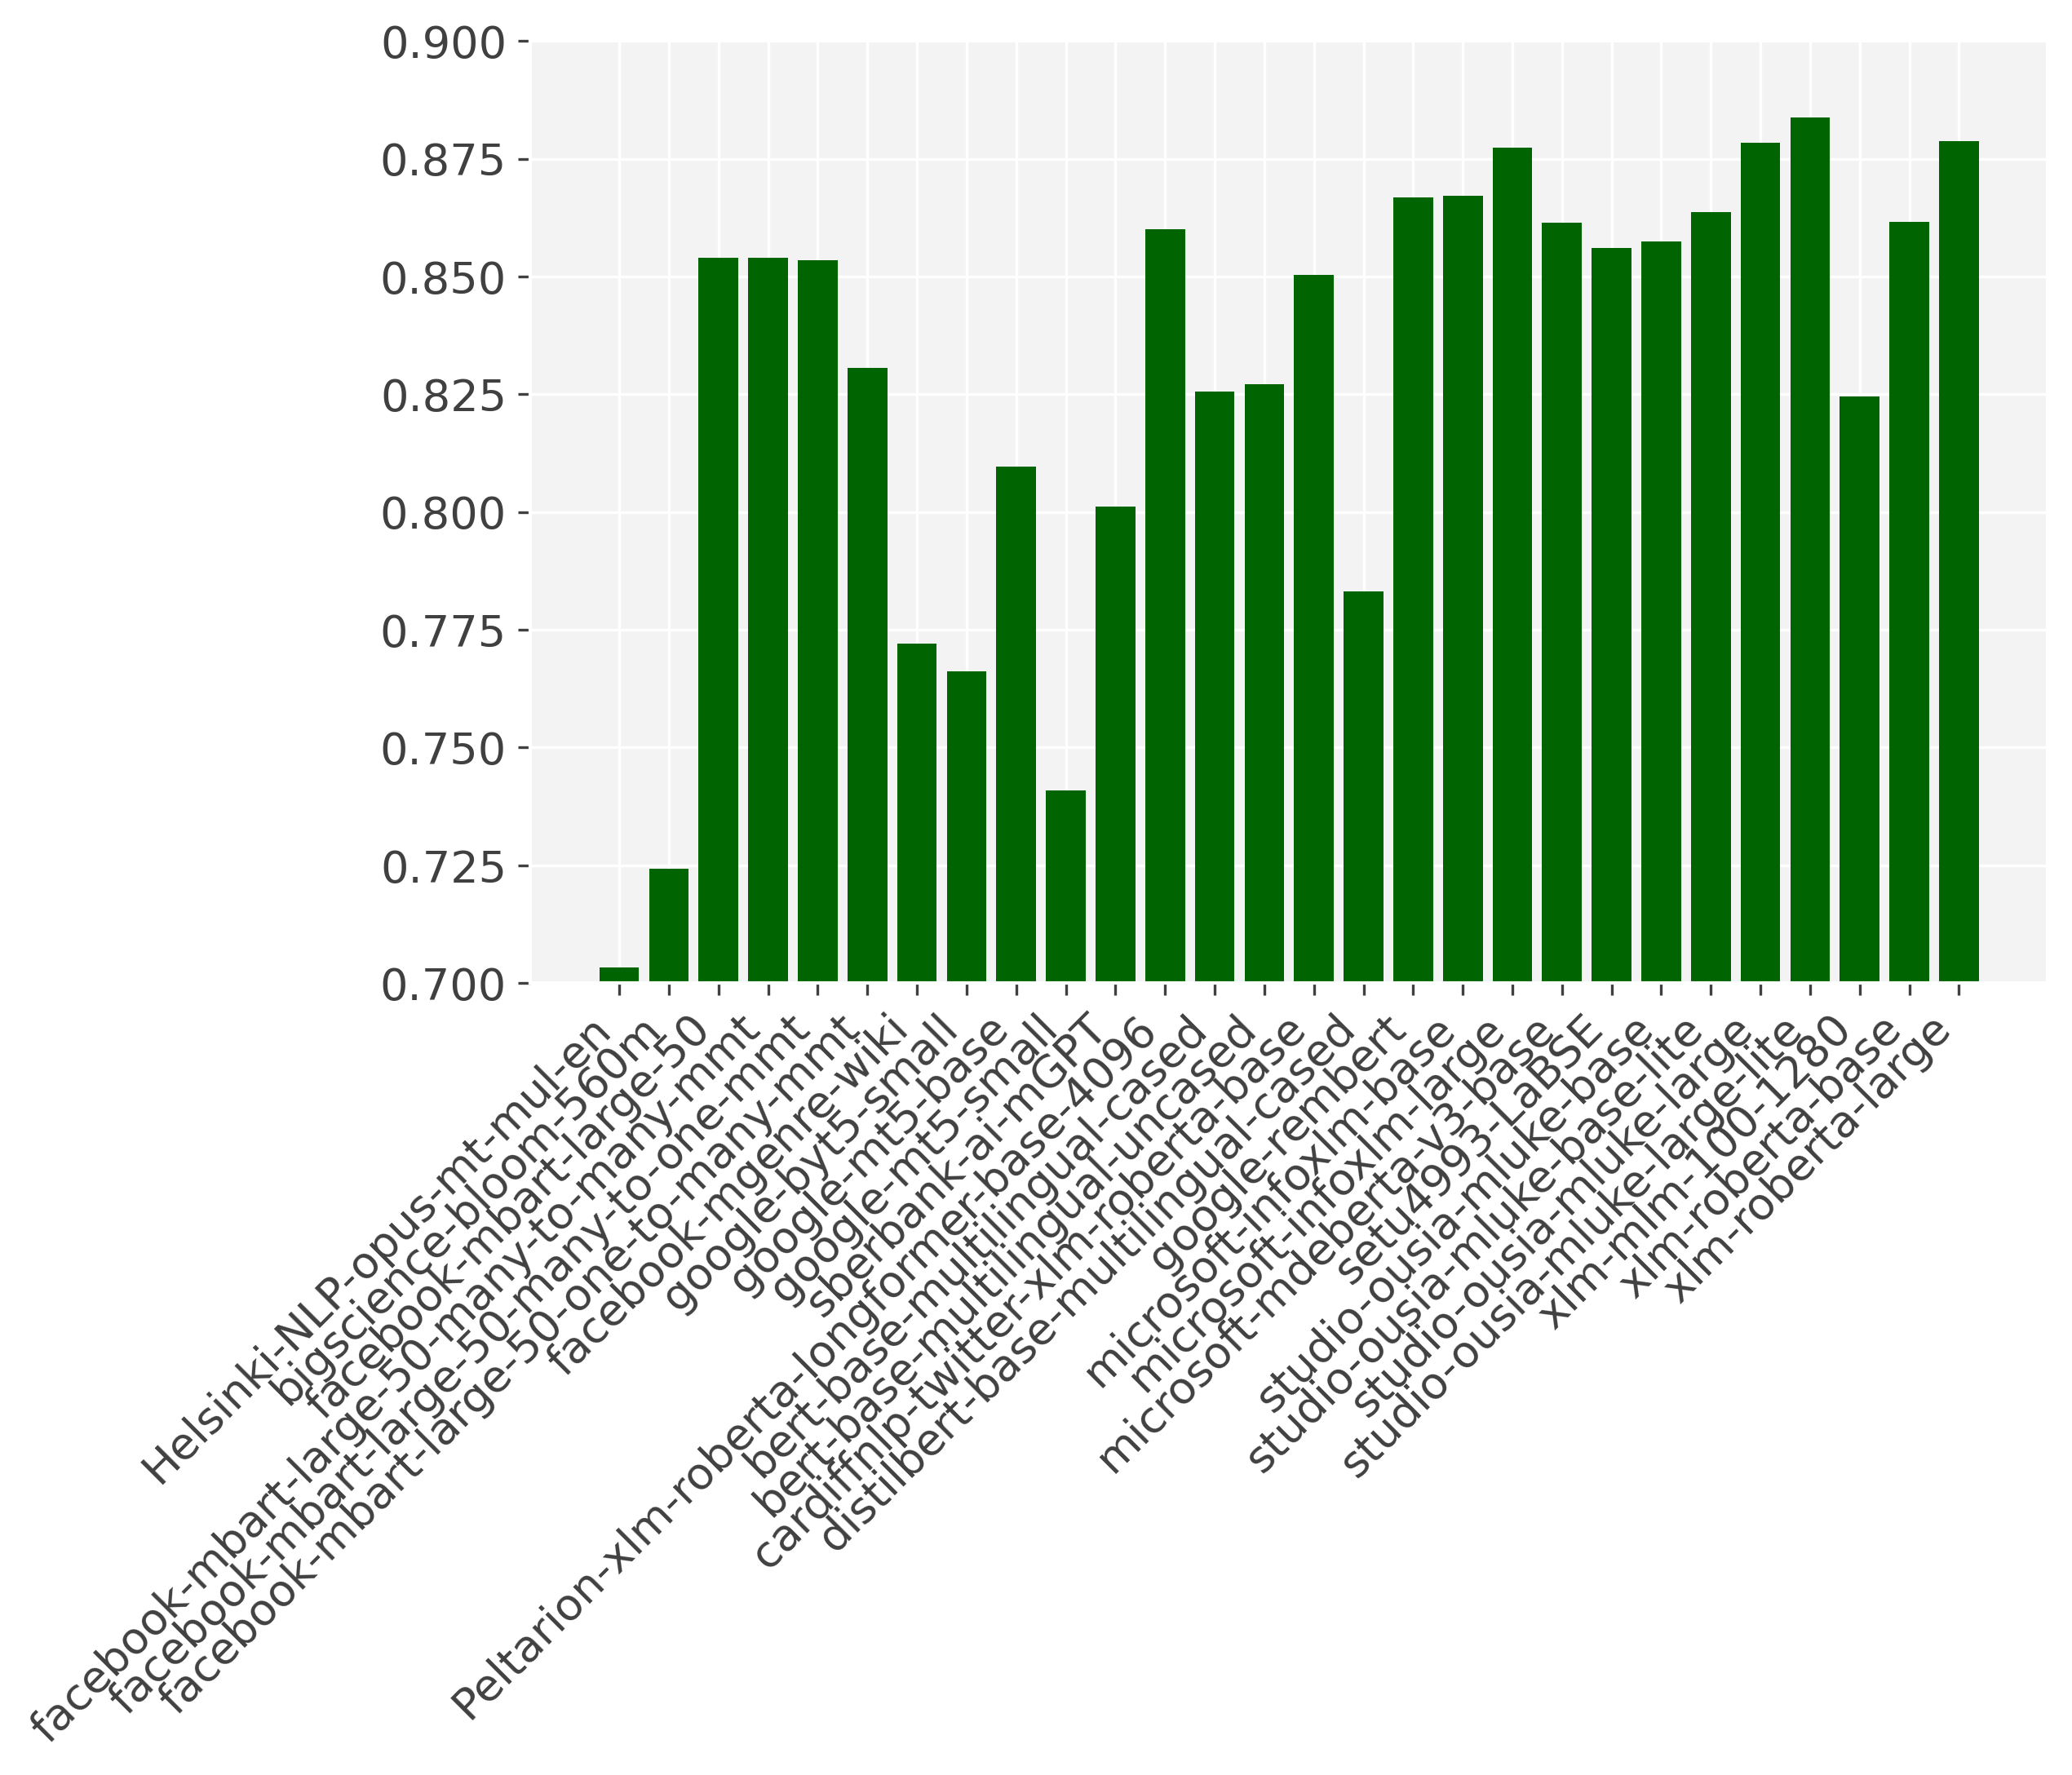 0.900
0.875
0.850
0.825
0.800
0.775
0.750
0.725
0.700
Helsinki-NLP-opus-mt-mul-en
bigscience-bloom-560m
facebook-mbart-large-50
facebook-mbart-large-50-many-to-many-mmt
facebook-mbart-large-50-many-to-one-mmt
facebook-mbart-large-50-one-to-many-mmt
facebook-mgenre-wiki
google-byt5-small
google-mt5-base
google-mt5-small
sberbank-ai-mGPT
Peltarion-xlm-roberta-longformer-base-4096
bert-base-multilingual-cased
bert-base-multilingual-uncased
cardiffnlp-twitter-xlm-roberta-base
distilbert-base-multilingual-cased
google-rembert
microsoft-infoxlm-base
microsoft-infoxlm-large
microsoft-mdeberta-v3-base
setu4993-LaBSE
studio-ousia-mluke-base
studio-ousia-mluke-base-lite
studio-ousia-mluke-large
studio-ousia-mluke-large-lite
xlm-mlm-100-1280
xlm-roberta-base
xlm-roberta-large